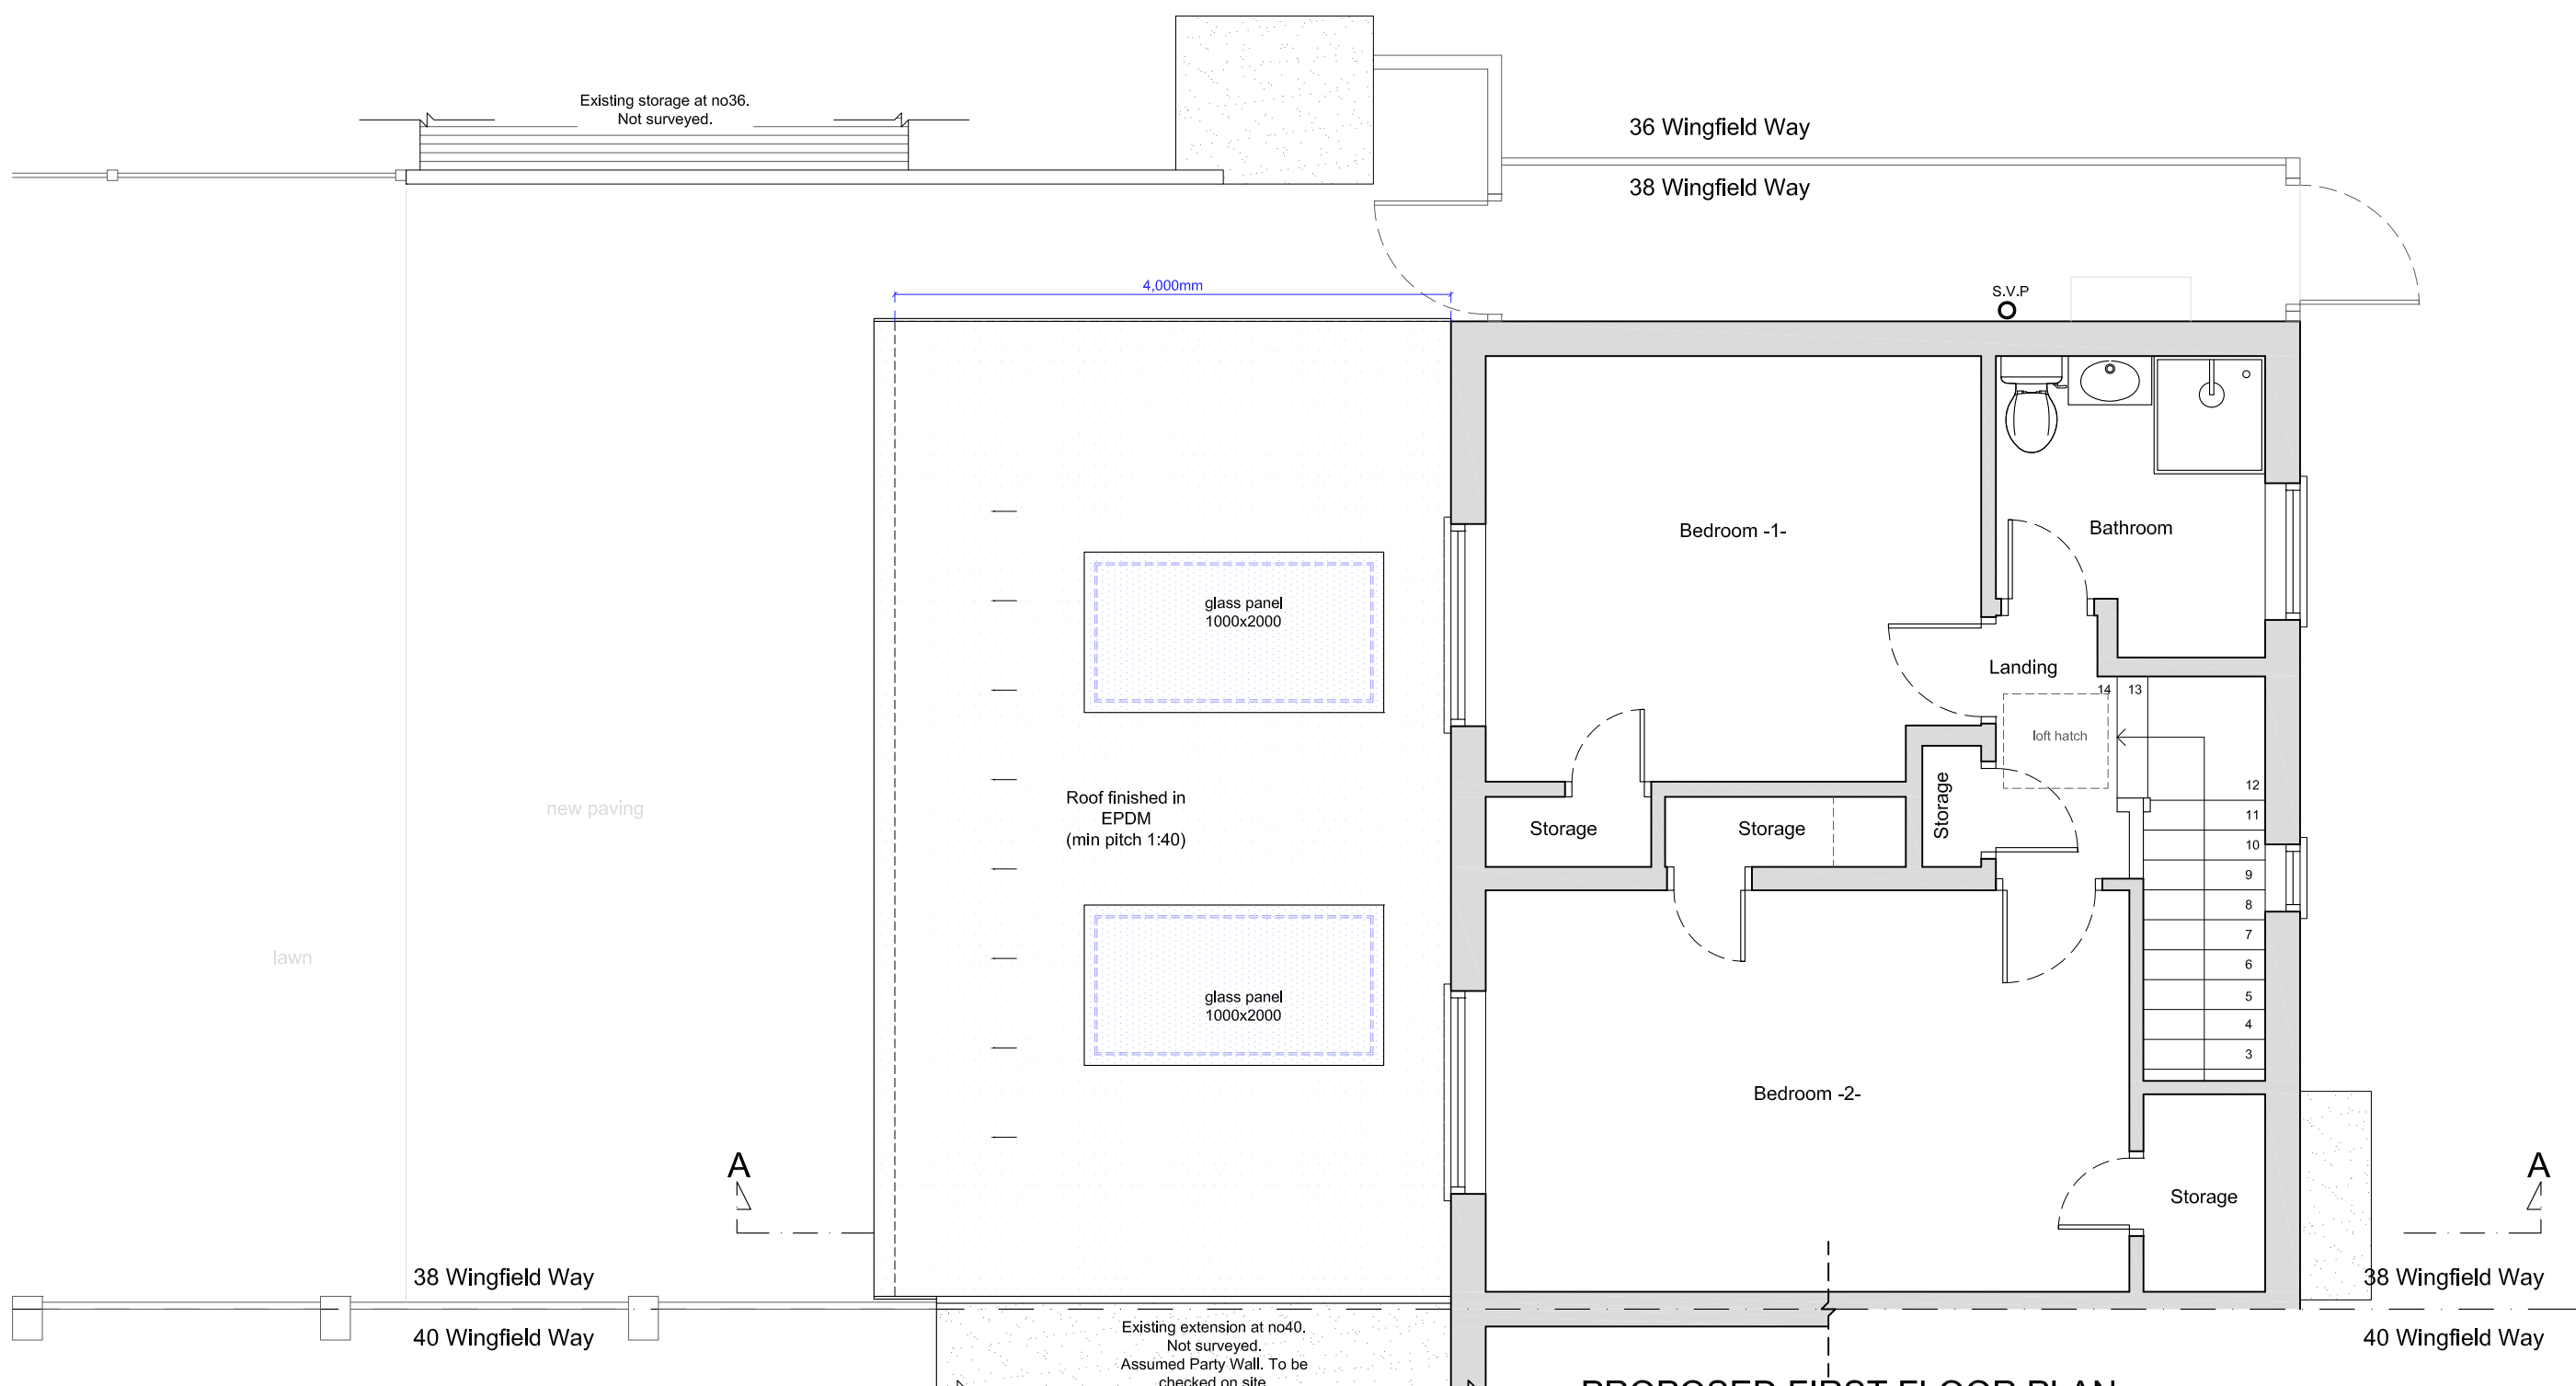 Existing storage at no36.
Not surveyed.
36 Wingfield Way
38 Wingfield Way
4,000mm
S.V.P
glass panel
1000x2000
Bedroom -1-
Bathroom
Landing
14
13
loft hatch
new paving
Roof finished in
EPDM
(min pitch 1:40)
Storage
Storage
Storage
12
11
10
9
8
7
6
5
4
3
lawn
glass panel
1000x2000
Bedroom -2-
A
A
Storage
38 Wingfield Way
38 Wingfield Way
40 Wingfield Way
40 Wingfield Way
Existing extension at no40.
Not surveyed.
Assumed Party Wall. To be
checked on site
PROPOSED FIRST FLOOR PLAN